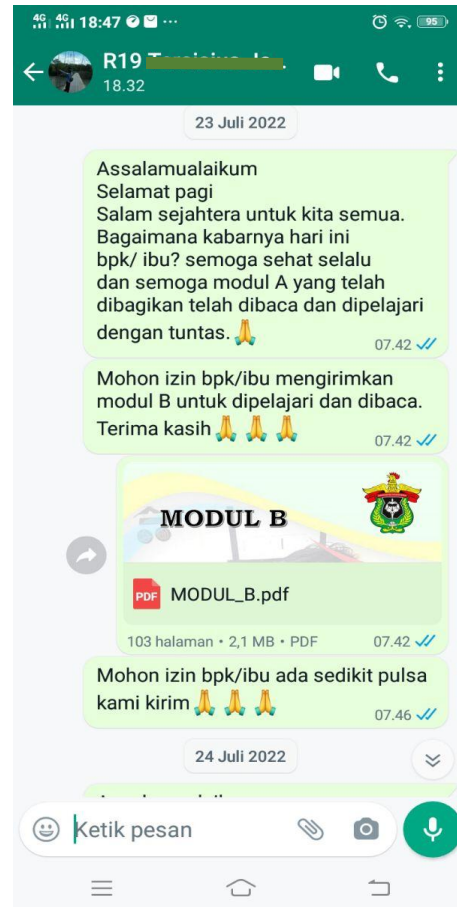 4G 4G 18:47 ... 95
R19
18.32
23 Juli 2022
Assalamualaikum
Selamat pagi
Salam sejahtera untuk kita semua.
Bagaimana kabarnya hari ini
bpk/ ibu? semoga sehat selalu
dan semoga modul A yang telah
dibagikan telah dibaca dan dipelajari
dengan tuntas.🙏
07.42
Mohon izin bpk/ibu mengirimkan
modul B untuk dipelajari dan dibaca.
Terima kasih 🙏 🙏 🙏
07.42
MODUL B
PDF MODUL_B.pdf
103 halaman • 2,1 MB • PDF 07.42
Mohon izin bpk/ibu ada sedikit pulsa
kami kirim 🙏 🙏 🙏
07.46
24 Juli 2022
Ketik pesan